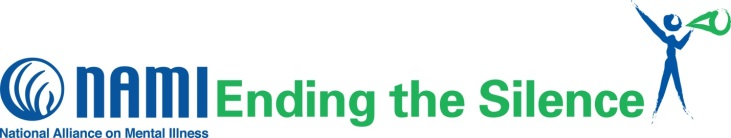 NAMI Ending the Silence
National Alliance on Mental Illness